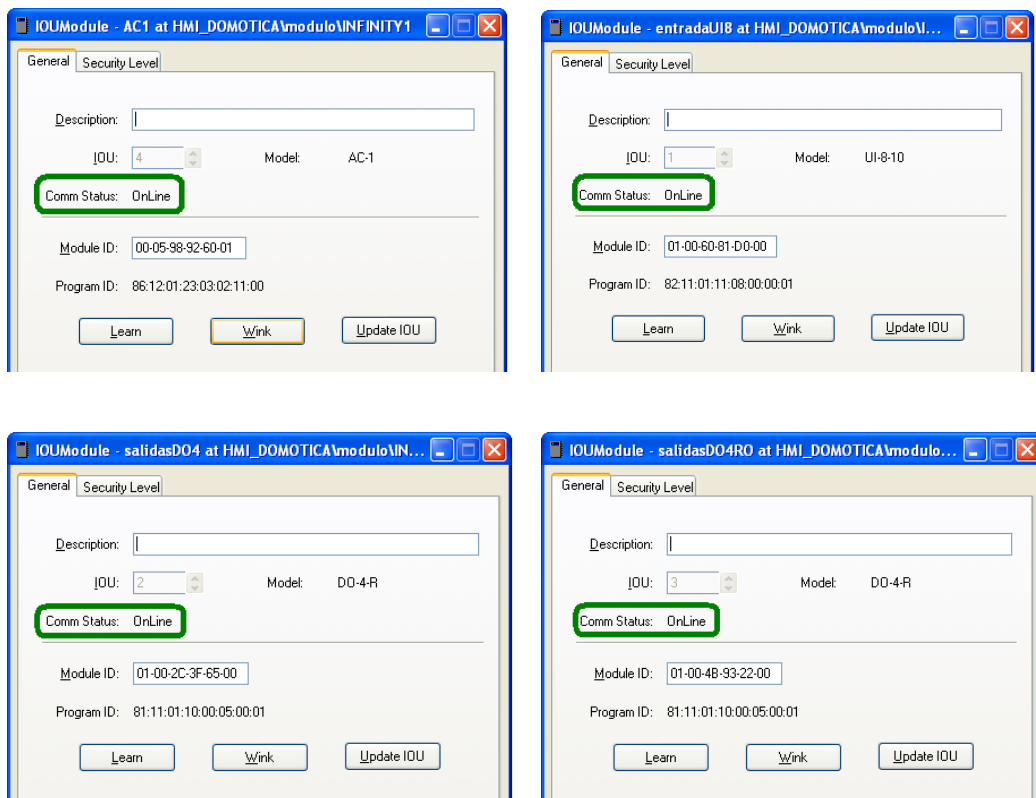 IOUModule - AC1 at HMI_DOMOTICA\modulo\INFINITY1
General Security Level
Description:
IOU: 4 Model: AC-1
Comm Status: OnLine
Module ID: 00-05-98-92-60-01
Program ID: 86:12:01:23:03:02:11:00
Learn Wink Update IOU
IOUModule - entradaUI8 at HMI_DOMOTICA\modulo\I...
General Security Level
Description:
IOU: 1 Model: UI-8-10
Comm Status: OnLine
Module ID: 01-00-60-81-D0-00
Program ID: 82:11:01:11:08:00:00:01
Learn Wink Update IOU
IOUModule - salidasDO4 at HMI_DOMOTICA\modulo\IN...
General Security Level
Description:
IOU: 2 Model: DO-4-R
Comm Status: OnLine
Module ID: 01-00-2C-3F-65-00
Program ID: 81:11:01:10:00:05:00:01
Learn Wink Update IOU
IOUModule - salidasDO4RO at HMI_DOMOTICA\modulo...
General Security Level
Description:
IOU: 3 Model: DO-4-R
Comm Status: OnLine
Module ID: 01-00-4B-93-22-00
Program ID: 81:11:01:10:00:05:00:01
Learn Wink Update IOU